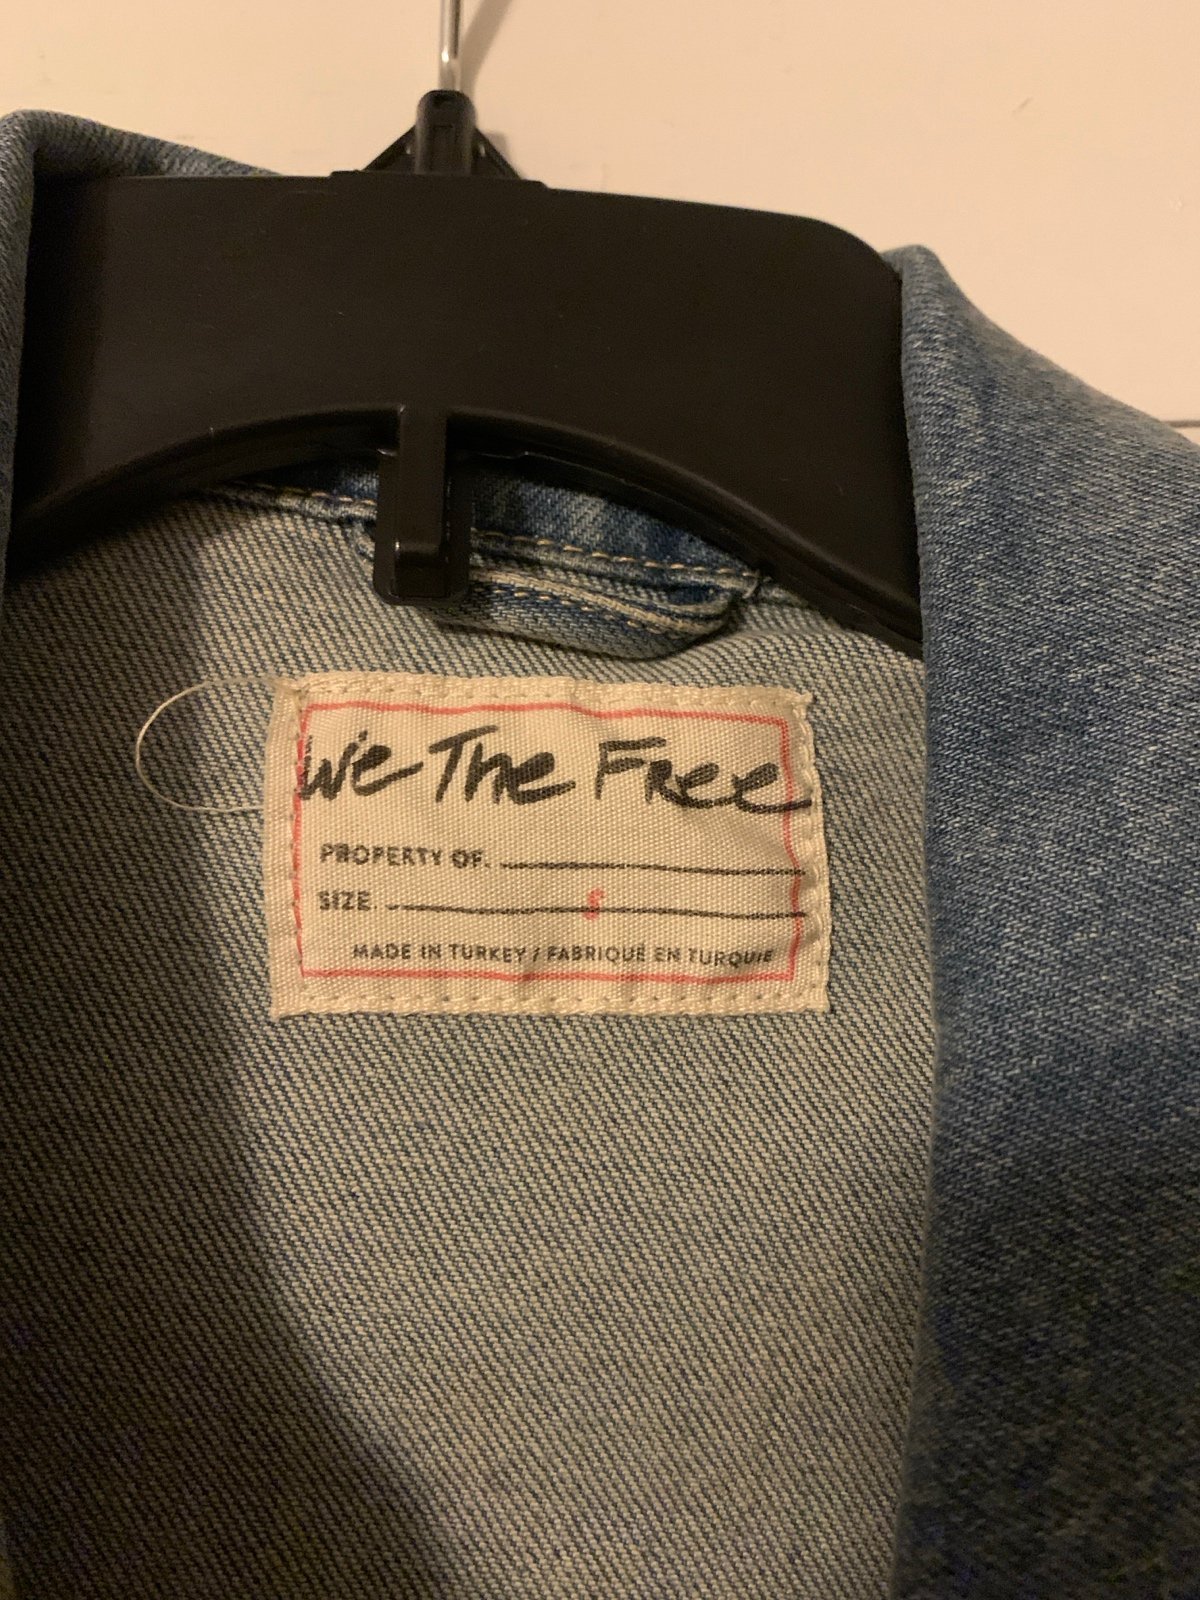 We The Free
PROPERTY OF.
SIZE. S
MADE IN TURKEY / FABRIQUÉ EN TURQUIE